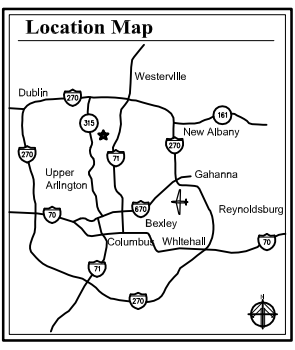 Location Map
Westerville
Dublin
270
315
161
New Albany
270
270
71
Upper
Arlington
Gahanna
670
Reynoldsburg
70
Bexley
Columbus
Whitehall
70
71
270
N